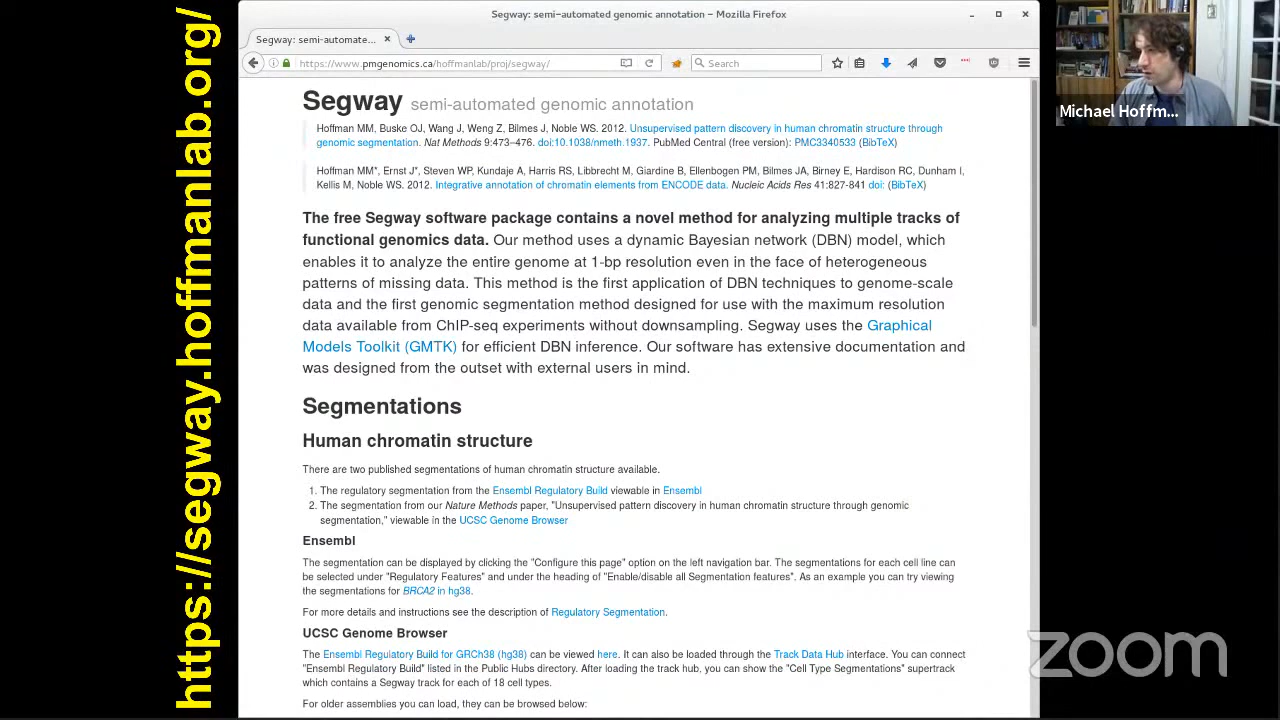 https://segway.hoffmanlab.org/
Segway: semi-automated genomic annotation – Mozilla Firefox
Segway: semi-automate...
https://www.pmgenomics.ca/hoffmanlab/proj/segway/
Search
Segway semi-automated genomic annotation
Hoffman MM, Buske OJ, Wang J, Weng Z, Bilmes J, Noble WS. 2012. Unsupervised pattern discovery in human chromatin structure through
genomic segmentation. Nat Methods 9:473–476. doi:10.1038/nmeth.1937. PubMed Central (free version): PMC3340533 (BibTeX)
Hoffman MM*, Ernst J*, Steven WP, Kundaje A, Harris RS, Libbrecht M, Giardine B, Ellenbogen PM, Bilmes JA, Birney E, Hardison RC, Dunham I,
Kellis M, Noble WS. 2012. Integrative annotation of chromatin elements from ENCODE data. Nucleic Acids Res 41:827-841 doi: (BibTeX)
The free Segway software package contains a novel method for analyzing multiple tracks of
functional genomics data. Our method uses a dynamic Bayesian network (DBN) model, which
enables it to analyze the entire genome at 1-bp resolution even in the face of heterogeneous
patterns of missing data. This method is the first application of DBN techniques to genome-scale
data and the first genomic segmentation method designed for use with the maximum resolution
data available from ChIP-seq experiments without downsampling. Segway uses the Graphical
Models Toolkit (GMTK) for efficient DBN inference. Our software has extensive documentation and
was designed from the outset with external users in mind.
Segmentations
Human chromatin structure
There are two published segmentations of human chromatin structure available.
1. The regulatory segmentation from the Ensembl Regulatory Build viewable in Ensembl
2. The segmentation from our Nature Methods paper, "Unsupervised pattern discovery in human chromatin structure through genomic
segmentation," viewable in the UCSC Genome Browser
Ensembl
The segmentation can be displayed by clicking the "Configure this page" option on the left navigation bar. The segmentations for each cell line can
be selected under "Regulatory Features" and under the heading of "Enable/disable all Segmentation features". As an example you can try viewing
the segmentations for BRCA2 in hg38.
For more details and instructions see the description of Regulatory Segmentation.
UCSC Genome Browser
The Ensembl Regulatory Build for GRCh38 (hg38) can be viewed here. It can also be loaded through the Track Data Hub interface. You can connect
"Ensembl Regulatory Build" listed in the Public Hubs directory. After loading the track hub, you can show the "Cell Type Segmentations" supertrack
which contains a Segway track for each of 18 cell types.
For older assemblies you can load, they can be browsed below:
Michael Hoffm...
zoom